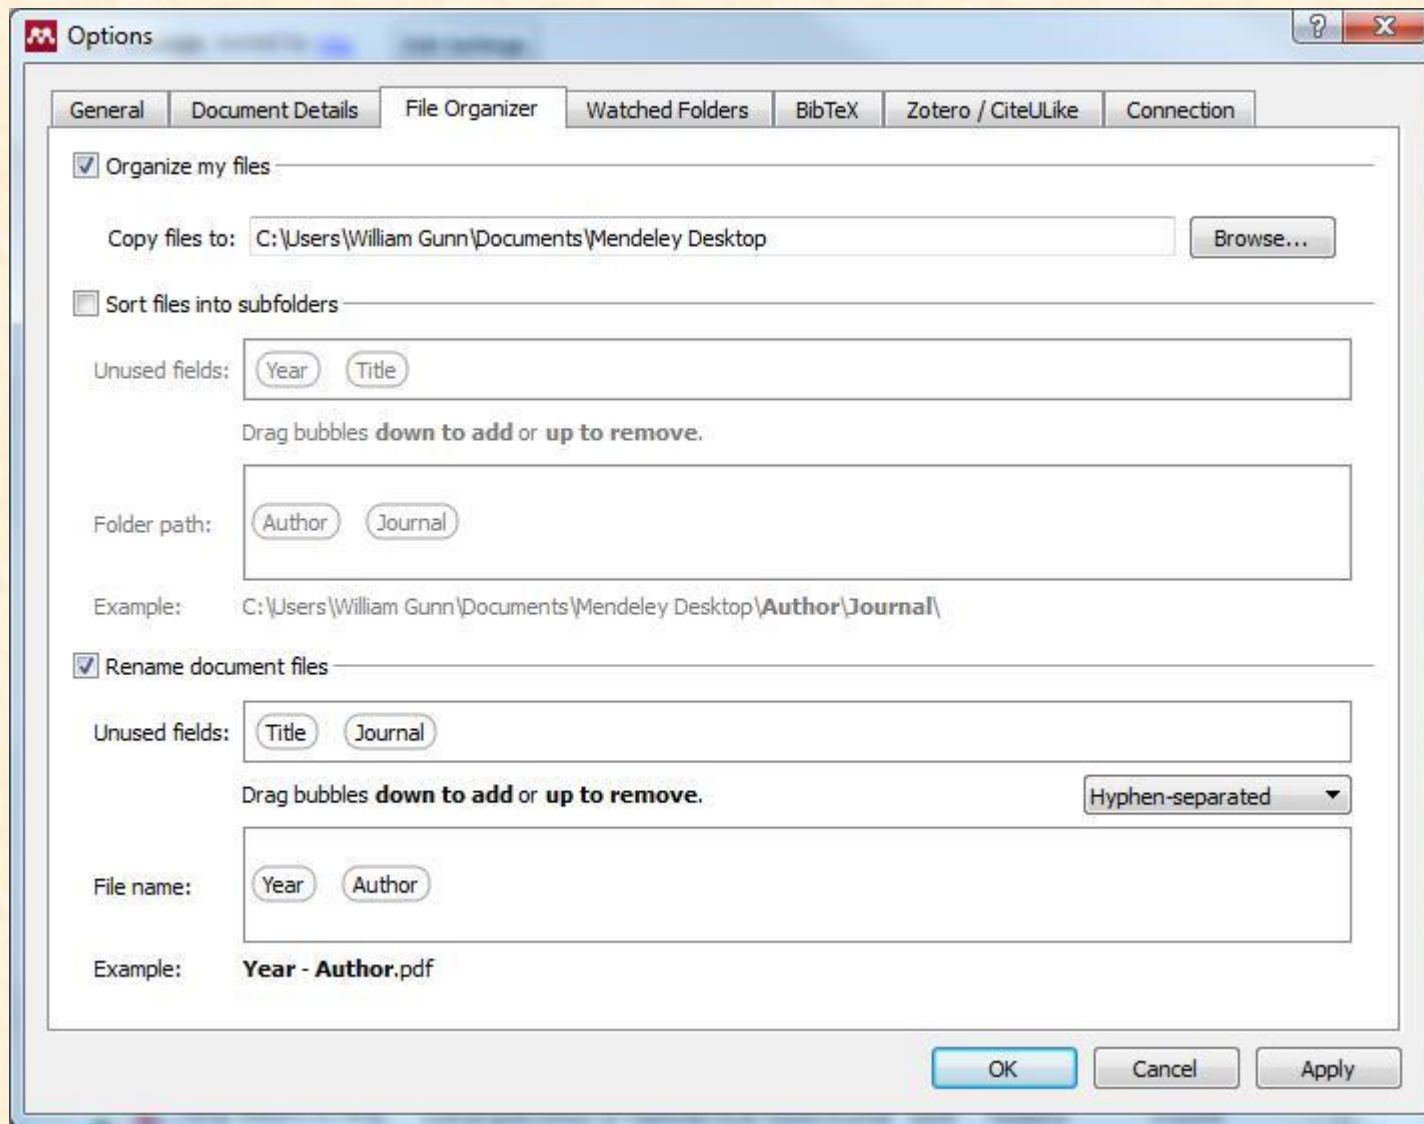 Options
General Document Details File Organizer Watched Folders BibTeX Zotero / CiteULike Connection
Organize my files
Copy files to: C:\Users\William Gunn\Documents\Mendeley Desktop Browse...
Sort files into subfolders
Unused fields: Year Title
Drag bubbles down to add or up to remove.
Folder path: Author Journal
Example: C:\Users\William Gunn\Documents\Mendeley Desktop\Author\Journal\
Rename document files
Unused fields: Title Journal
Drag bubbles down to add or up to remove. Hyphen-separated
File name: Year Author
Example: Year - Author.pdf
OK Cancel Apply